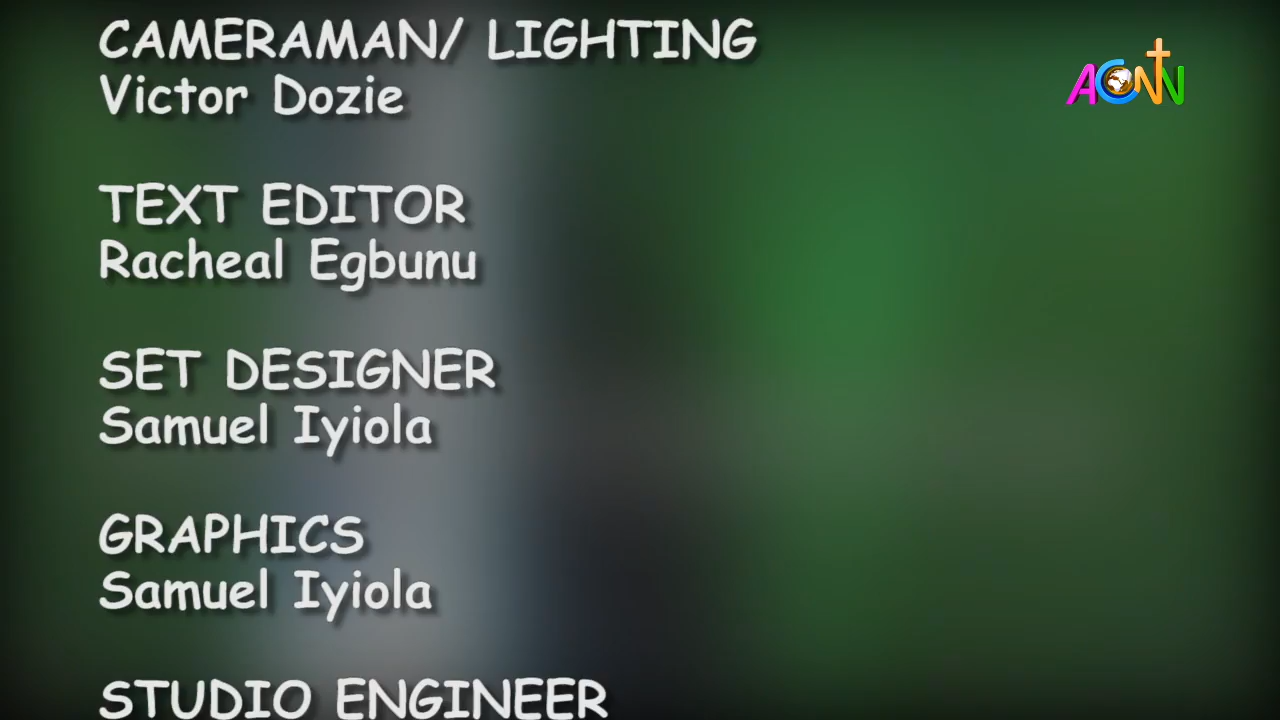 CAMERAMAN/ LIGHTING
Victor Dozie
ACNN
TEXT EDITOR
Racheal Egbunu
SET DESIGNER
Samuel Iyiola
GRAPHICS
Samuel Iyiola
STUDIO ENGINEER